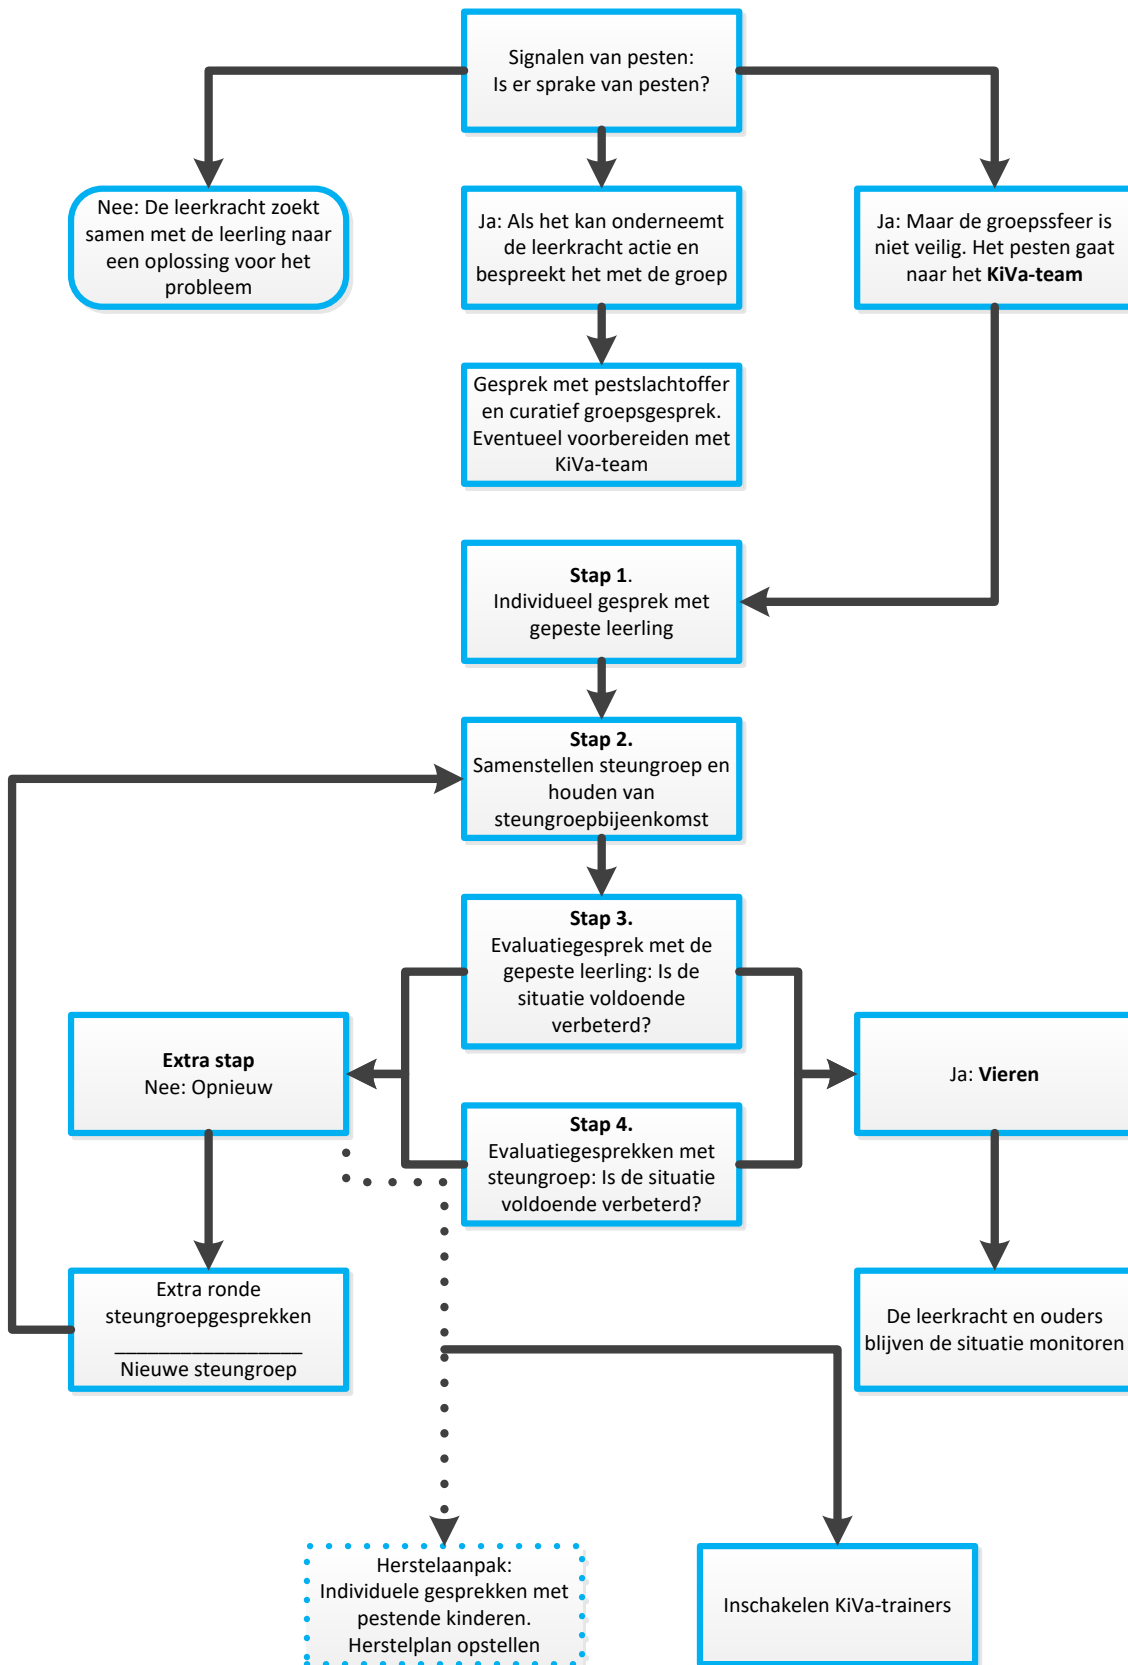 Signalen van pesten:
Is er sprake van pesten?
Nee: De leerkracht zoekt
samen met de leerling naar
een oplossing voor het
probleem
Ja: Als het kan onderneemt
de leerkracht actie en
bespreekt het met de groep
Ja: Maar de groepssfeer is
niet veilig. Het pesten gaat
naar het KiVa-team
Gesprek met pestslachtoffer
en curatief groepsgesprek.
Eventueel voorbereiden met
KiVa-team
Stap 1.
Individueel gesprek met
gepeste leerling
Stap 2.
Samenstellen steungroep en
houden van
steungroepbijeenkomst
Stap 3.
Evaluatiegesprek met de
gepeste leerling: Is de
situatie voldoende
verbeterd?
Extra stap
Nee: Opnieuw
Ja: Vieren
Stap 4.
Evaluatiegesprekken met
steungroep: Is de situatie
voldoende verbeterd?
Extra ronde
steungroepgesprekken
Nieuwe steungroep
De leerkracht en ouders
blijven de situatie monitoren
Herstelaanpak:
Individuele gesprekken met
pestende kinderen.
Herstelplan opstellen
Inschakelen KiVa-trainers